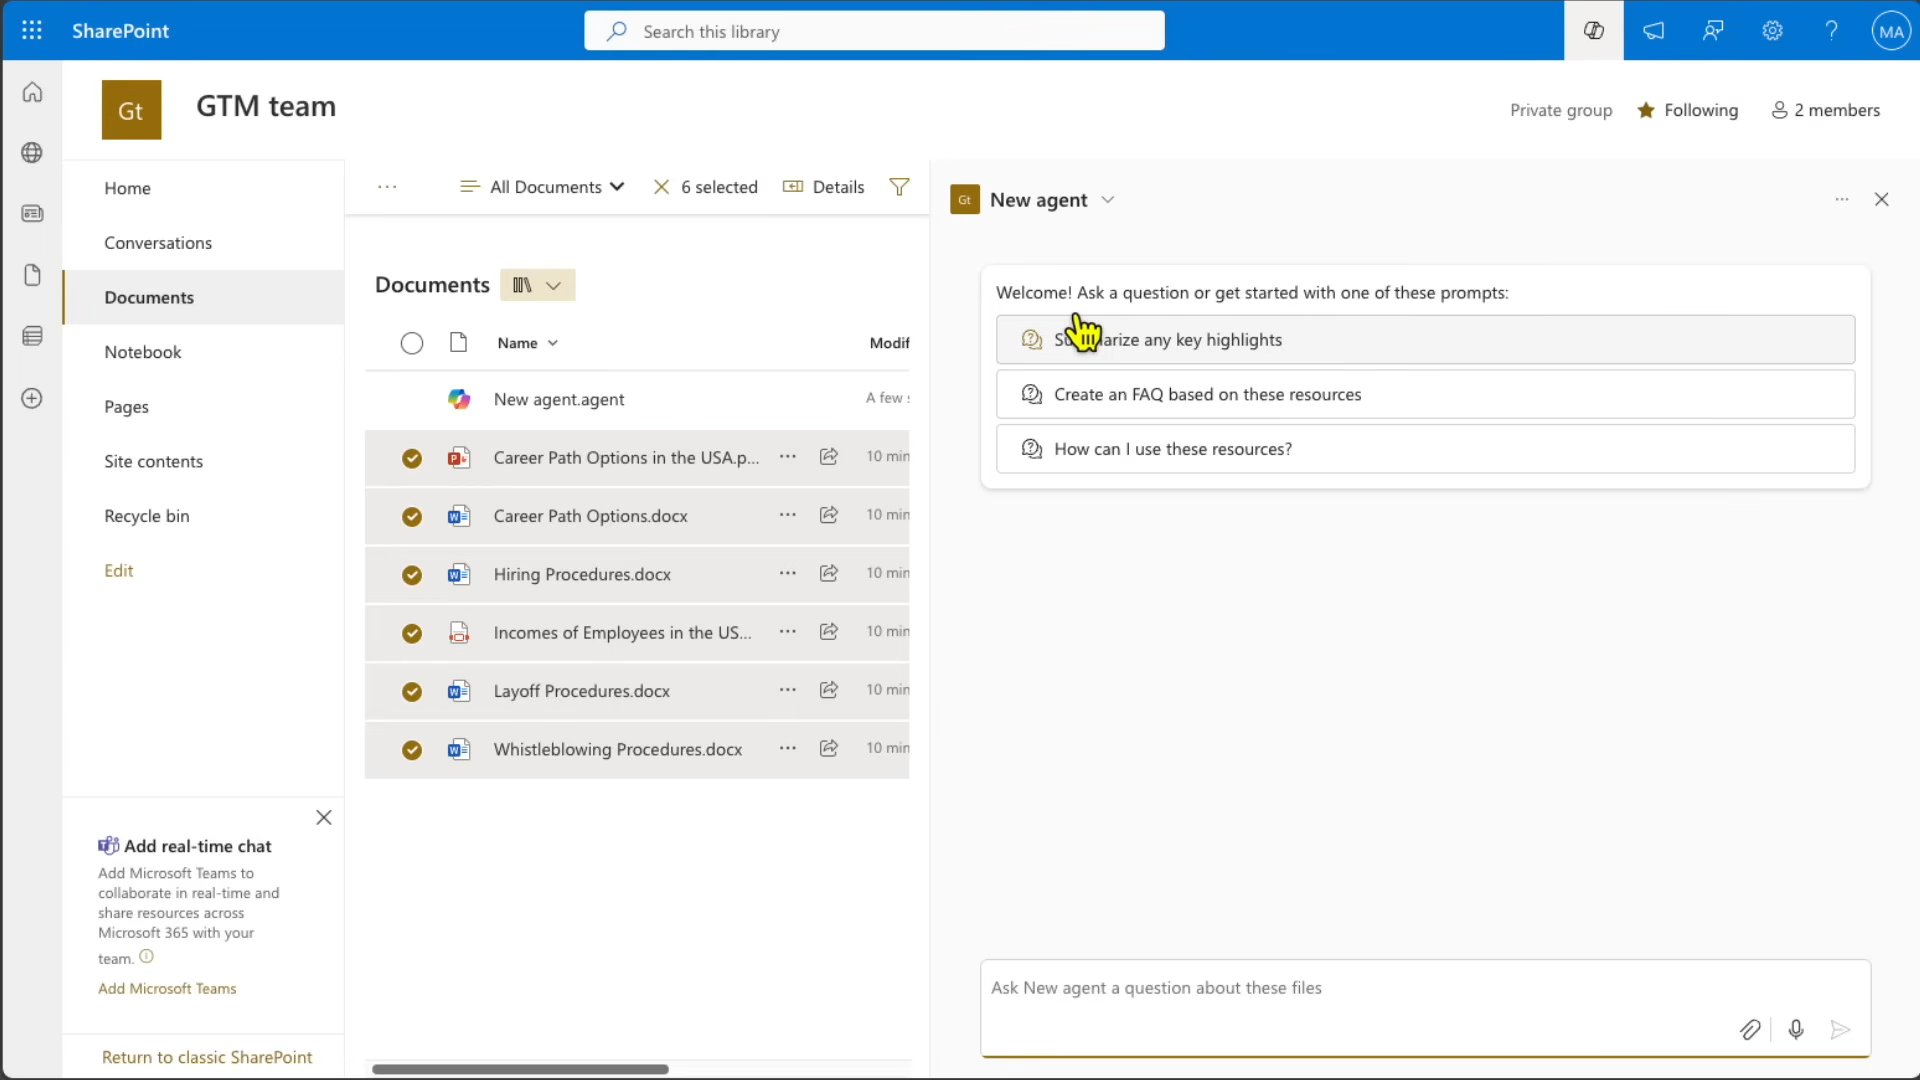 SharePoint
Search this library
MA
Gt
GTM team
Private group
Following
2 members
Home
Conversations
Documents
Notebook
Pages
Site contents
Recycle bin
Edit
Add real-time chat
Add Microsoft Teams to
collaborate in real-time and
share resources across
Microsoft 365 with your
team.
Add Microsoft Teams
Return to classic SharePoint
All Documents
6 selected
Details
Documents
Name
Modif
New agent.agent
A few s
Career Path Options in the USA.p...
10 min
Career Path Options.docx
10 min
Hiring Procedures.docx
10 min
Incomes of Employees in the US...
10 min
Layoff Procedures.docx
10 min
Whistleblowing Procedures.docx
10 min
Gt
New agent
Welcome! Ask a question or get started with one of these prompts:
any key highlights
Create an FAQ based on these resources
How can I use these resources?
Ask New agent a question about these files